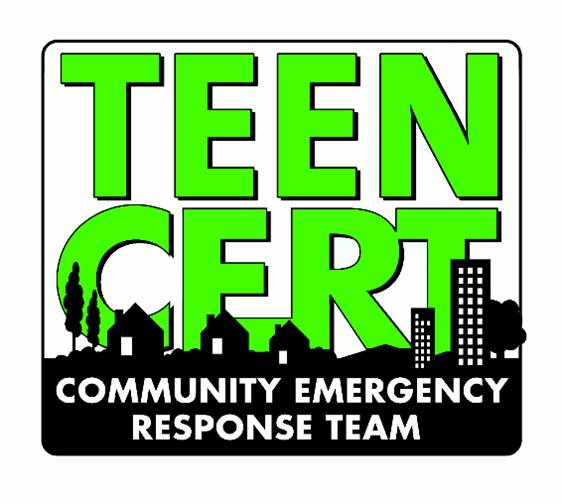 TEEN
CERT
COMMUNITY EMERGENCY
RESPONSE TEAM